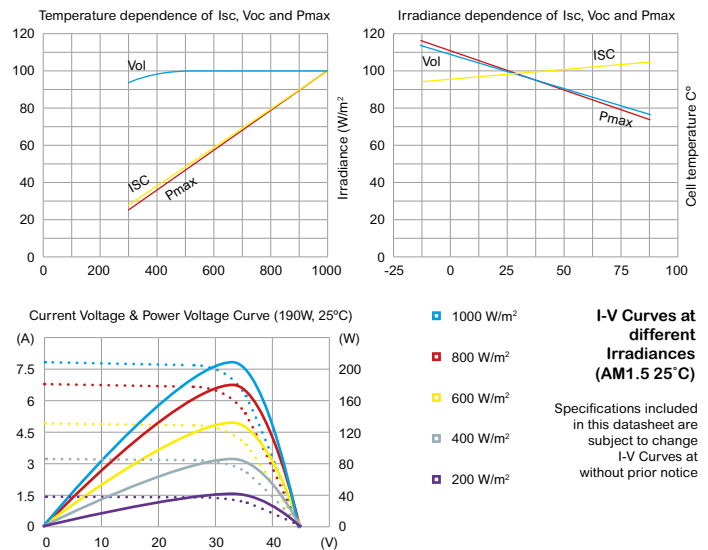 Temperature dependence of Isc, Voc and Pmax
120
100
80
60
40
20
0
0 200 400 600 800 1000
Vol
ISC
Pmax
Irradiance (W/m²
Irradiance dependence of Isc, Voc and Pmax
120
100
80
60
40
20
0
-25 0 25 50 75 100
Vol
ISC
Pmax
Cell temperature C°
Current Voltage & Power Voltage Curve (190W, 25ºC)
(A) (W)
7.5 200
6 160
4.5 120
3 80
1.5 40
0 0
0 10 20 30 40 (V)
1000 W/m²
800 W/m²
600 W/m²
400 W/m²
200 W/m²
I-V Curves at
different
Irradiances
(AM1.5 25˚C)
Specifications included
in this datasheet are
subject to change
I-V Curves at
without prior notice